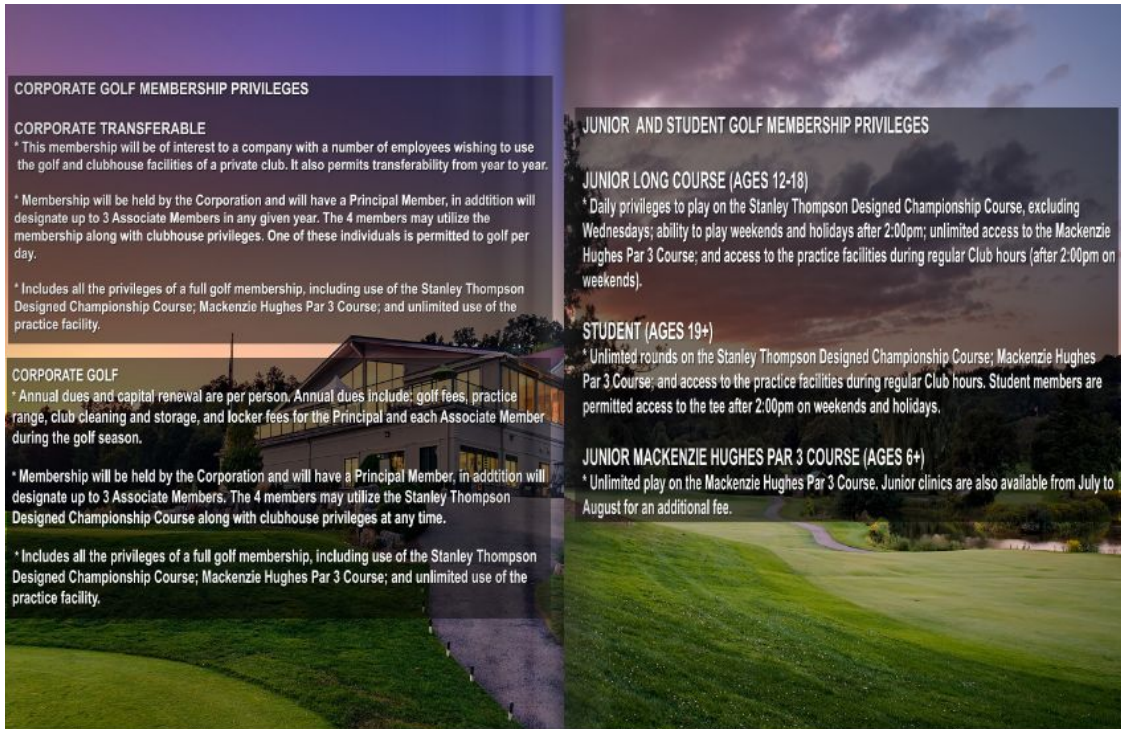 CORPORATE GOLF MEMBERSHIP PRIVILEGES
CORPORATE TRANSFERABLE
* This membership will be of interest to a company with a number of employees wishing to use
the golf and clubhouse facilities of a private club. It also permits transferability from year to year.
* Membership will be held by the Corporation and will have a Principal Member, in addtition will
designate up to 3 Associate Members in any given year. The 4 members may utilize the
membership along with clubhouse privileges. One of these individuals is permitted to golf per
day.
* Includes all the privileges of a full golf membership, including use of the Stanley Thompson
Designed Championship Course; Mackenzie Hughes Par 3 Course; and unlimited use of the
practice facility.
CORPORATE GOLF
* Annual dues and capital renewal are per person. Annual dues include: golf fees, practice
range, club cleaning and storage, and locker fees for the Principal and each Associate Member
during the golf season.
* Membership will be held by the Corporation and will have a Principal Member, in addtition will
designate up to 3 Associate Members. The 4 members may utilize the Stanley Thompson
Designed Championship Course along with clubhouse privileges at any time.
* Includes all the privileges of a full golf membership, including use of the Stanley Thompson
Designed Championship Course; Mackenzie Hughes Par 3 Course; and unlimited use of the
practice facility.
JUNIOR AND STUDENT GOLF MEMBERSHIP PRIVILEGES
JUNIOR LONG COURSE (AGES 12-18)
* Daily privileges to play on the Stanley Thompson Designed Championship Course, excluding
Wednesdays; ability to play weekends and holidays after 2:00pm; unlimited access to the Mackenzie
Hughes Par 3 Course; and access to the practice facilities during regular Club hours (after 2:00pm on
weekends).
STUDENT (AGES 19+)
* Unlimted rounds on the Stanley Thompson Designed Championship Course; Mackenzie Hughes
Par 3 Course; and access to the practice facilities during regular Club hours. Student members are
permitted access to the tee after 2:00pm on weekends and holidays.
JUNIOR MACKENZIE HUGHES PAR 3 COURSE (AGES 6+)
* Unlimited play on the Mackenzie Hughes Par 3 Course. Junior clinics are also available from July to
August for an additional fee.